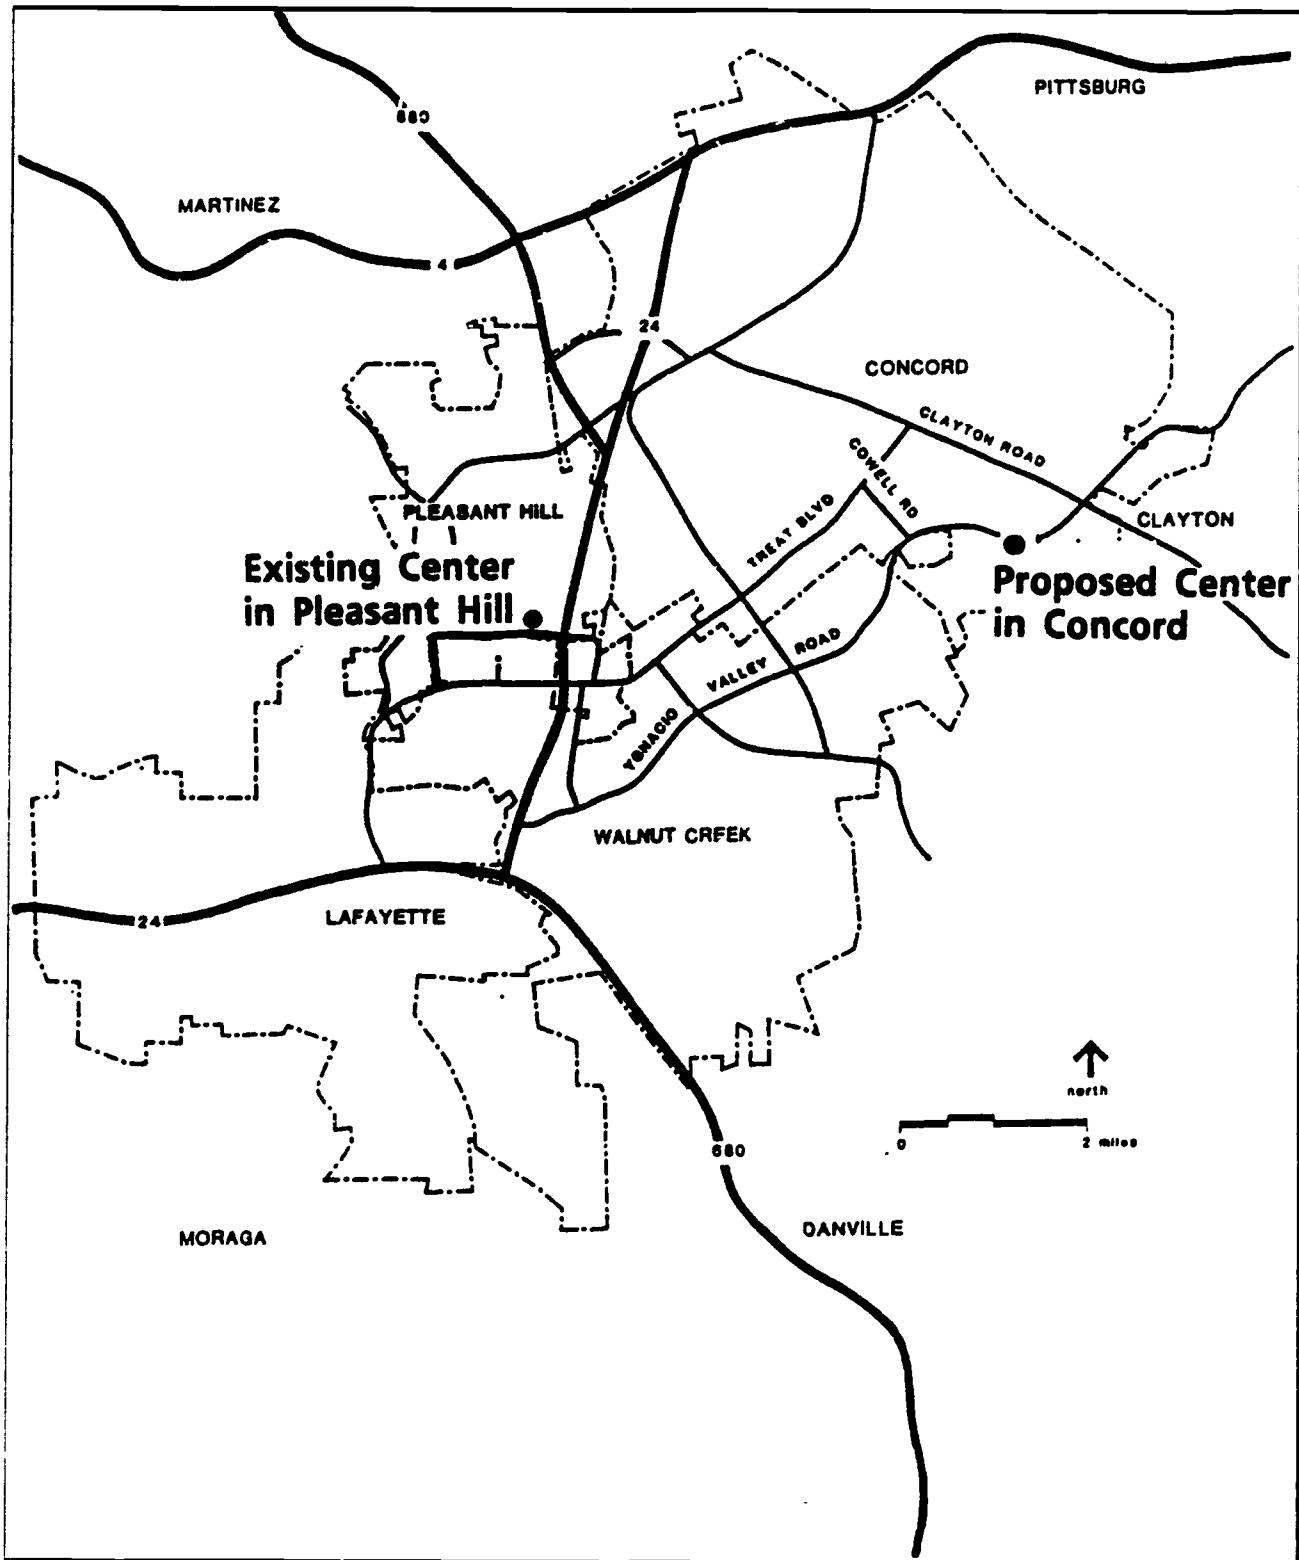 PITTSBURG
680
MARTINEZ
4
24
CONCORD
CLAYTON ROAD
COWELL RD
PLEASANT HILL
TREAT BLVD
CLAYTON
Existing Center
in Pleasant Hill
Proposed Center
in Concord
YGNACIO VALLEY ROAD
WALNUT CREEK
24
LAFAYETTE
north
0 2 miles
680
MORAGA
DANVILLE